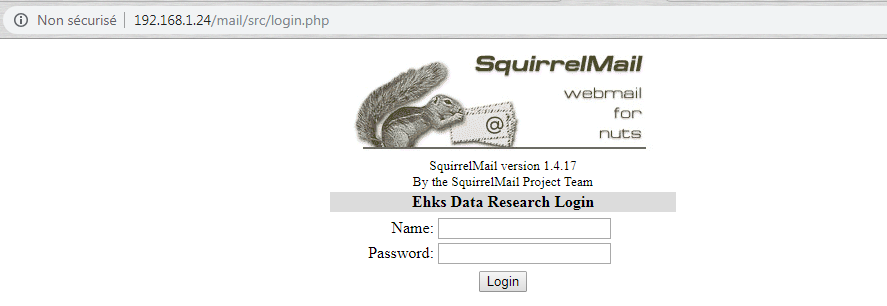 Non sécurisé 192.168.1.24/mail/src/login.php
SquirrelMail
webmail
for
nuts
@
SquirrelMail version 1.4.17
By the SquirrelMail Project Team
Ehks Data Research Login
Name:
Password:
Login